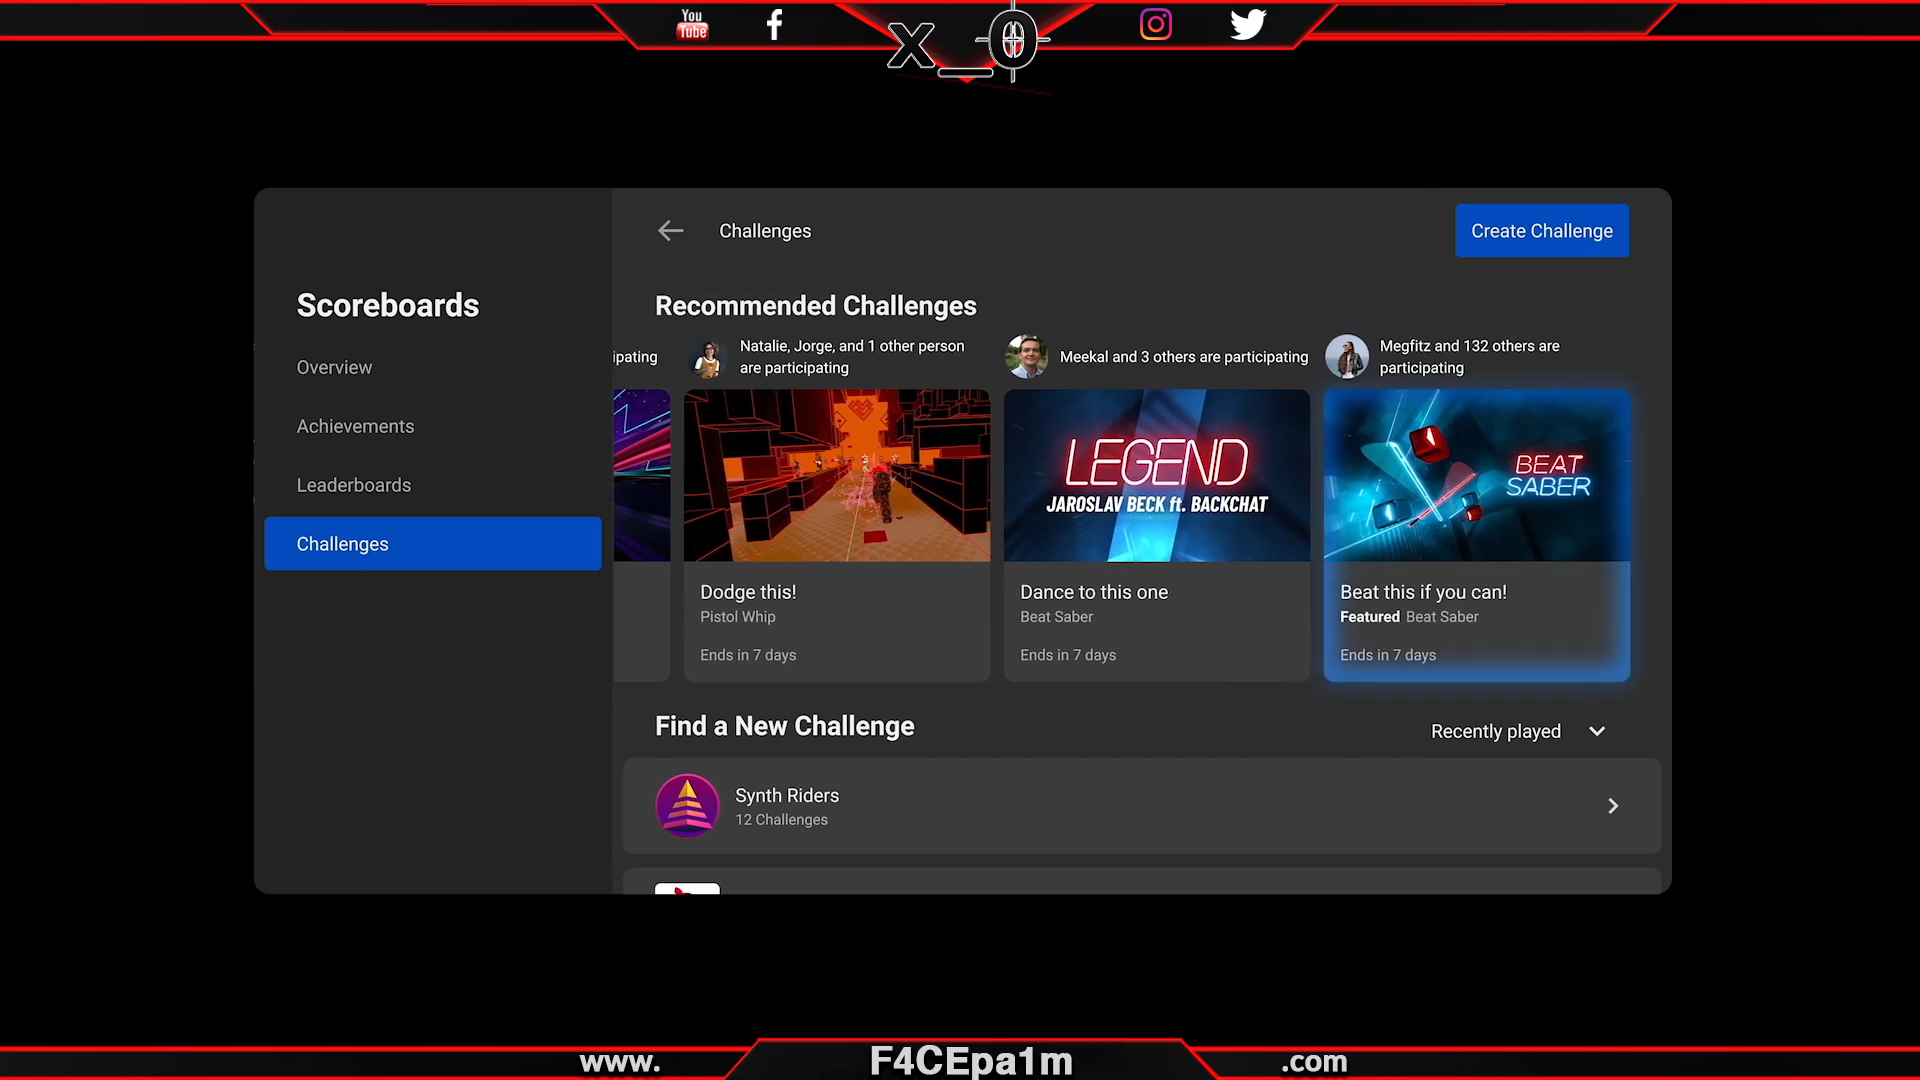 You
Tube
X_0
Challenges
Create Challenge
Scoreboards
Overview
Achievements
Leaderboards
Challenges
Recommended Challenges
ipating
Natalie, Jorge, and 1 other person
are participating
Meekal and 3 others are participating
Megfitz and 132 others are
participating
LEGEND
JAROSLAV BECK ft. BACKCHAT
BEAT
SABER
Dodge this!
Pistol Whip
Ends in 7 days
Dance to this one
Beat Saber
Ends in 7 days
Beat this if you can!
Featured Beat Saber
Ends in 7 days
Find a New Challenge
Recently played
Synth Riders
12 Challenges
www. F4CEpa1m .com